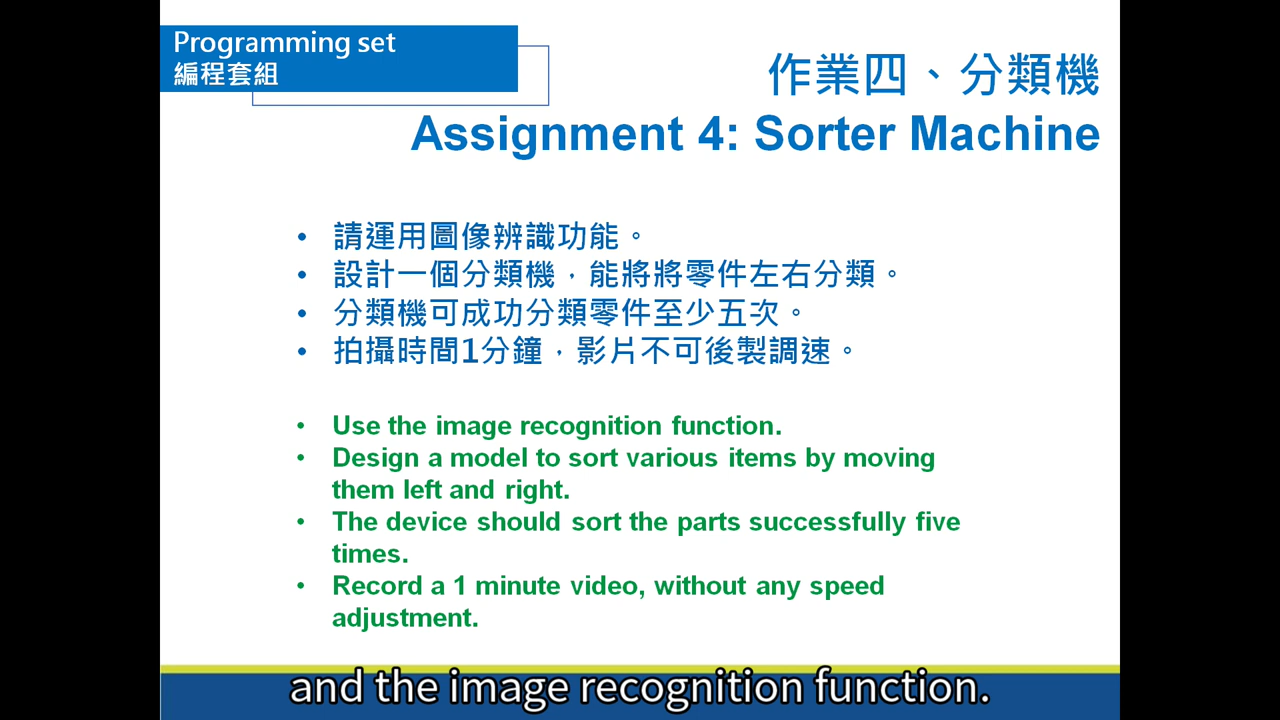 Programming set
編程套組
作業四、分類機
Assignment 4: Sorter Machine
• 請運用圖像辨識功能。
• 設計一個分類機，能將將零件左右分類。
• 分類機可成功分類零件至少五次。
• 拍攝時間1分鐘，影片不可後製調速。
• Use the image recognition function.
• Design a model to sort various items by moving
them left and right.
• The device should sort the parts successfully five
times.
• Record a 1 minute video, without any speed
adjustment.
and the image recognition function.